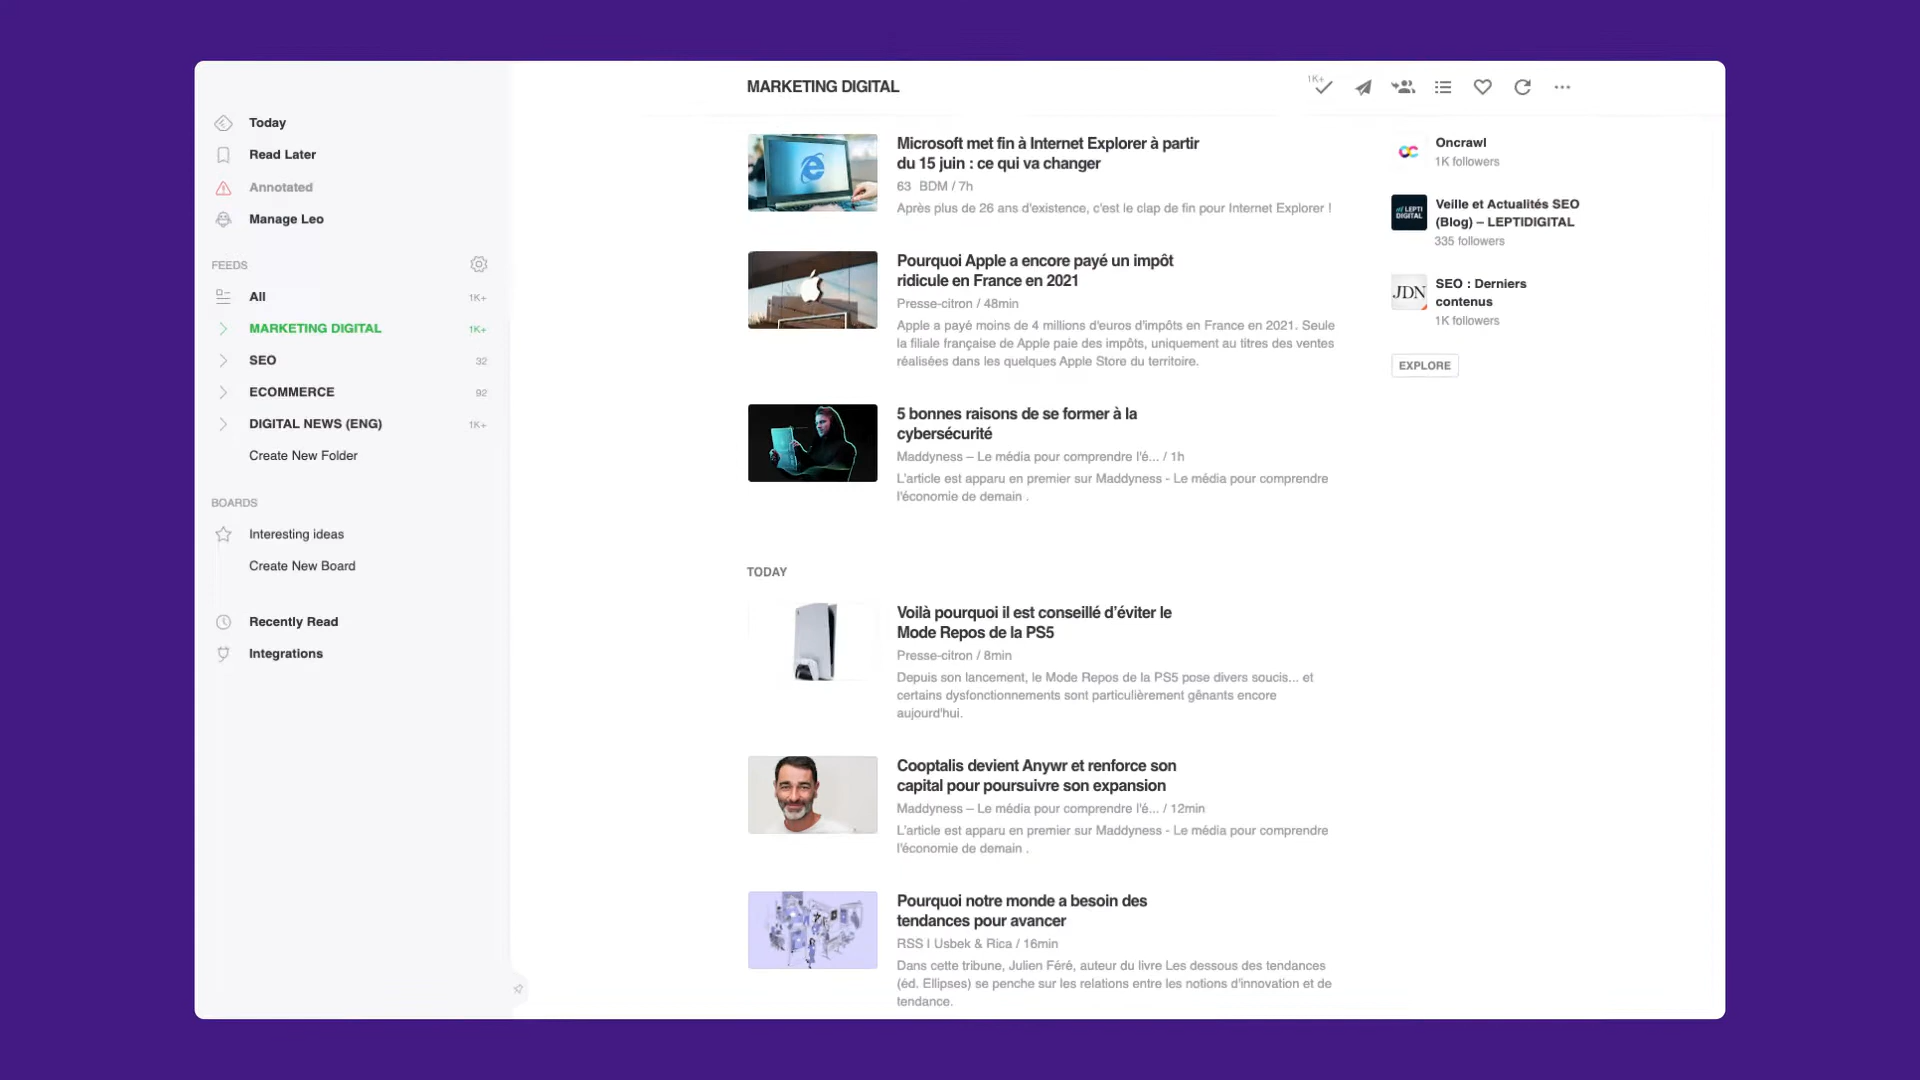 Today
Read Later
Annotated
Manage Leo
FEEDS
All 1K+
MARKETING DIGITAL 1K+
SEO 32
ECOMMERCE 92
DIGITAL NEWS (ENG) 1K+
Create New Folder
BOARDS
Interesting ideas
Create New Board
Recently Read
Integrations
MARKETING DIGITAL
1K+
Microsoft met fin à Internet Explorer à partir
du 15 juin : ce qui va changer
63 BDM / 7h
Après plus de 26 ans d'existence, c'est le clap de fin pour Internet Explorer !
Pourquoi Apple a encore payé un impôt
ridicule en France en 2021
Presse-citron / 48min
Apple a payé moins de 4 millions d'euros d'impôts en France en 2021. Seule
la filiale française de Apple paie des impôts, uniquement au titres des ventes
réalisées dans les quelques Apple Store du territoire.
5 bonnes raisons de se former à la
cybersécurité
Maddyness – Le média pour comprendre l'é... / 1h
L'article est apparu en premier sur Maddyness - Le média pour comprendre
l'économie de demain .
TODAY
Voilà pourquoi il est conseillé d’éviter le
Mode Repos de la PS5
Presse-citron / 8min
Depuis son lancement, le Mode Repos de la PS5 pose divers soucis... et
certains dysfonctionnements sont particulièrement gênants encore
aujourd'hui.
Cooptalis devient Anywr et renforce son
capital pour poursuivre son expansion
Maddyness – Le média pour comprendre l'é... / 12min
L'article est apparu en premier sur Maddyness - Le média pour comprendre
l'économie de demain .
Pourquoi notre monde a besoin des
tendances pour avancer
RSS I Usbek & Rica / 16min
Dans cette tribune, Julien Féré, auteur du livre Les dessous des tendances
(éd. Ellipses) se penche sur les relations entre les notions d'innovation et de
tendance.
Oncrawl
1K followers
LEPTI
DIGITAL
Veille et Actualités SEO
(Blog) – LEPTIDIGITAL
335 followers
JDN
SEO : Derniers
contenus
1K followers
EXPLORE